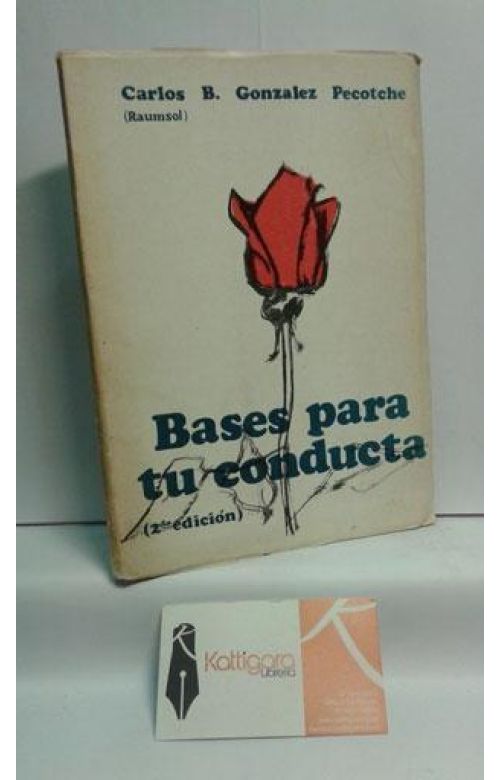 Carlos B. Gonzalez Pecotche
(Raumsol)
Bases para
tu conducta
(2ª edición)
Kattigara
Librería